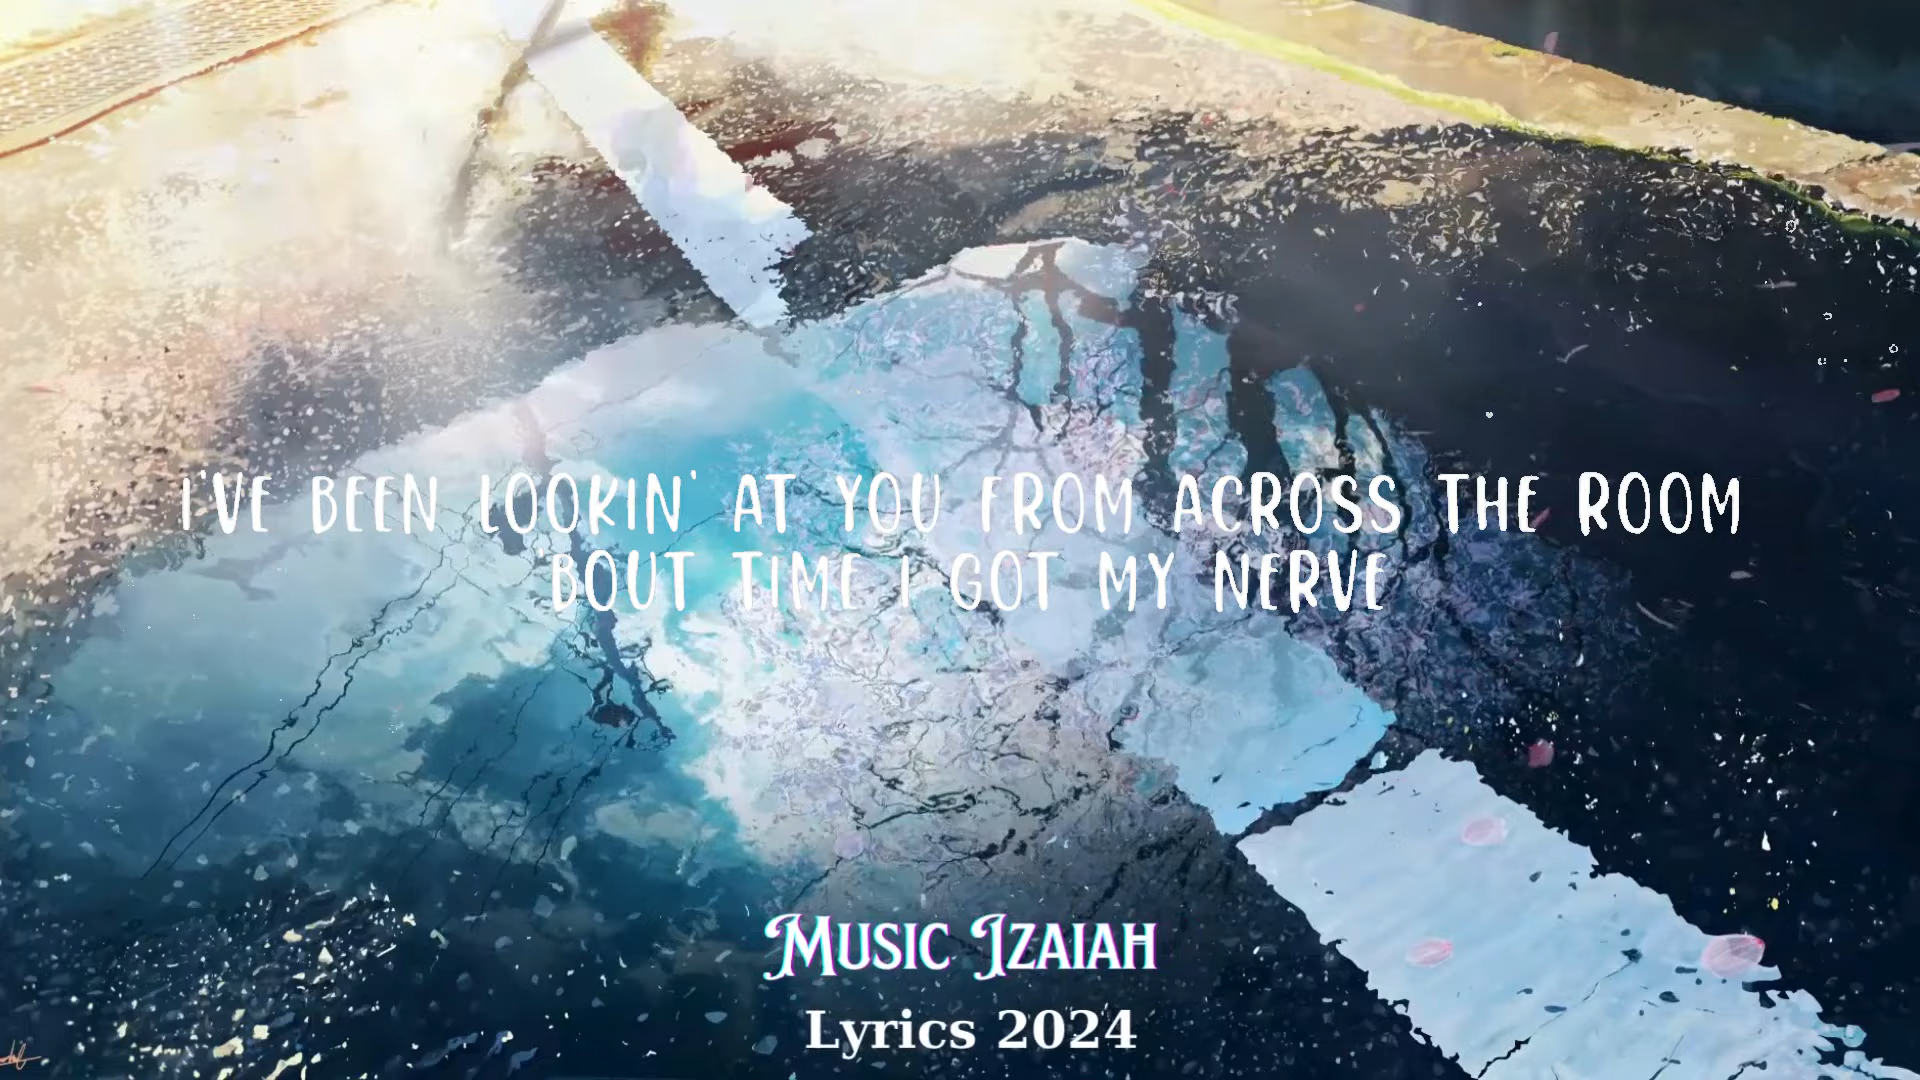 I'VE BEEN LOOKIN' AT YOU FROM ACROSS THE ROOM
'BOUT TIME I GOT MY NERVE
MUSIC IZAIAH
Lyrics 2024